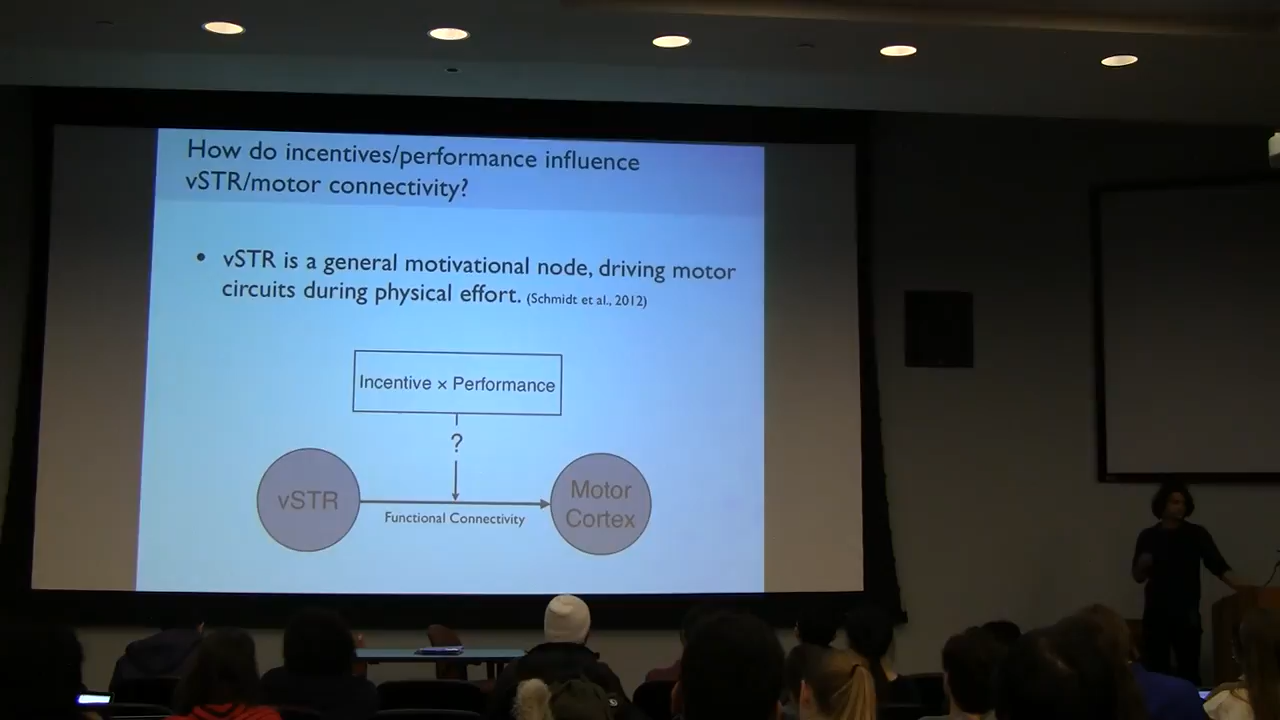 How do incentives/performance influence
vSTR/motor connectivity?
• vSTR is a general motivational node, driving motor
circuits during physical effort. (Schmidt et al., 2012)
Incentive × Performance
?
vSTR
Functional Connectivity
Motor
Cortex